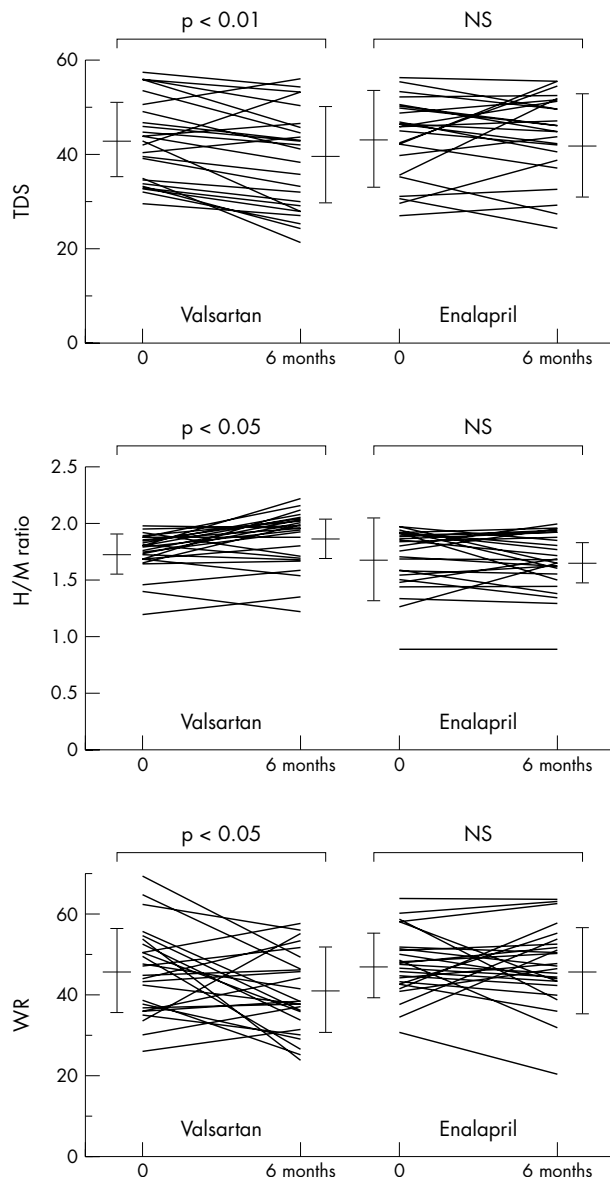 p < 0.01 NS
60
40
TDS
20
Valsartan Enalapril
0
0 6 months 0 6 months
p < 0.05 NS
2.5
2.0
1.5
H/M ratio
1.0
0.5
Valsartan Enalapril
0
0 6 months 0 6 months
p < 0.05 NS
60
40
WR
20
Valsartan Enalapril
0
0 6 months 0 6 months